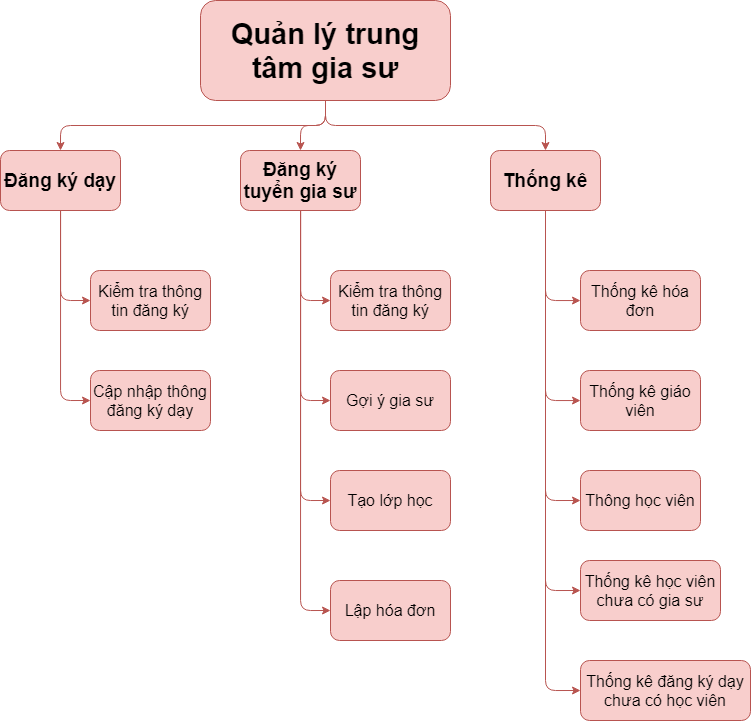 Quản lý trung
tâm gia sư
Đăng ký dạy
Đăng ký
tuyển gia sư
Thống kê
Kiểm tra thông
tin đăng ký
Cập nhập thông
đăng ký dạy
Kiểm tra thông
tin đăng ký
Gợi ý gia sư
Tạo lớp học
Lập hóa đơn
Thống kê hóa
đơn
Thống kê giáo
viên
Thông học viên
Thống kê học viên
chưa có gia sư
Thống kê đăng ký dạy
chưa có học viên